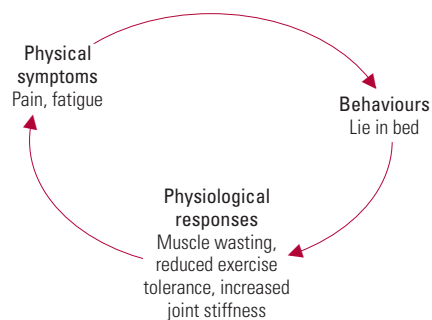 Physical
symptoms
Pain, fatigue
Behaviours
Lie in bed
Physiological
responses
Muscle wasting,
reduced exercise
tolerance, increased
joint stiffness